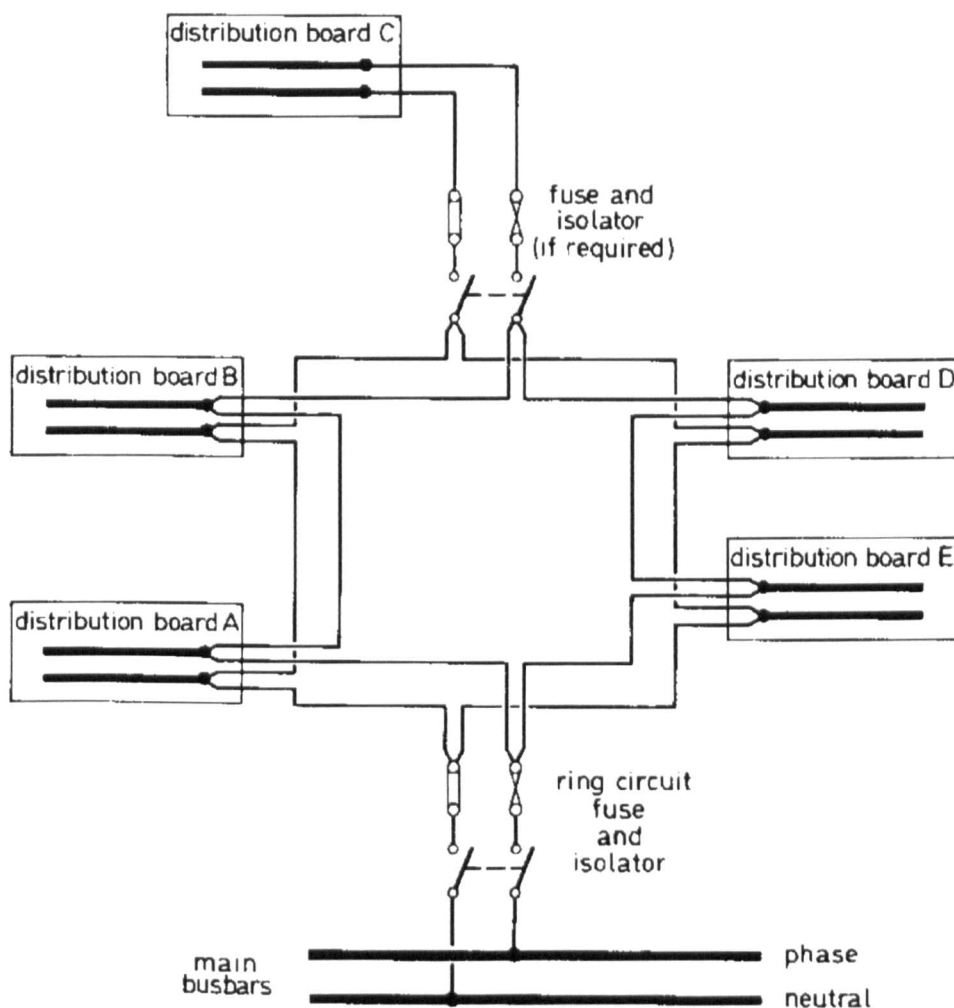 distribution board C
fuse and
isolator
(if required)
distribution board B
distribution board D
distribution board E
distribution board A
ring circuit
fuse
and
isolator
main
busbars
phase
neutral